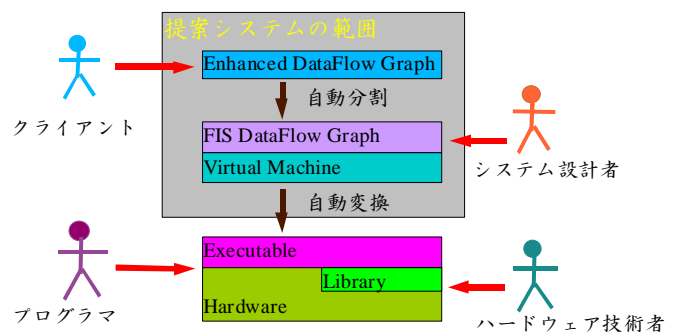 提案システムの範囲
Enhanced DataFlow Graph
自動分割
クライアント
FIS DataFlow Graph
Virtual Machine
システム設計者
自動変換
Executable
Library
Hardware
プログラマ
ハードウェア技術者